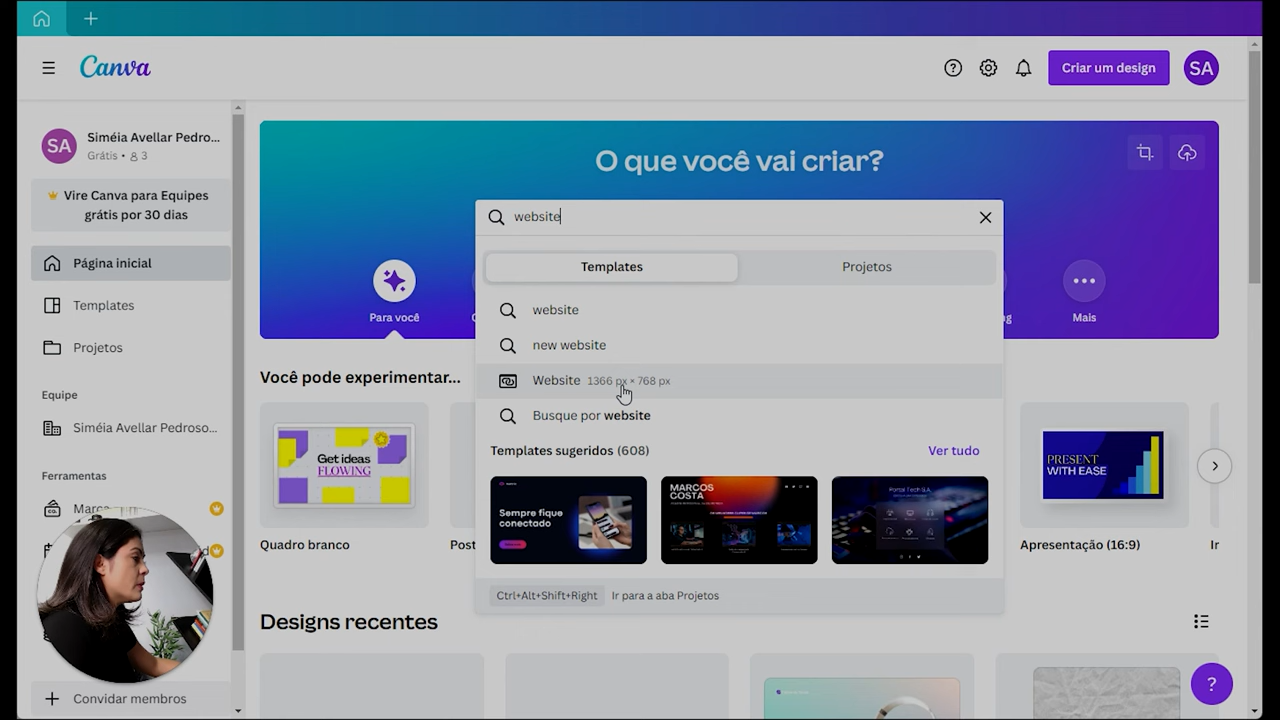 Canva
Criar um design
SA
SA
Siméia Avellar Pedro...
Grátis • 3
Vire Canva para Equipes
grátis por 30 dias
Página inicial
Templates
Projetos
Equipe
Siméia Avellar Pedroso...
Ferramentas
Marca
Convidar membros
O que você vai criar?
website
Templates
Projetos
website
new website
Website 1366 px × 768 px
Busque por website
Templates sugeridos (608)
Ver tudo
Sempre fique
conectado
MARCOS
COSTA
Portal Tech S.A.
Ctrl+Alt+Shift+Right
Ir para a aba Projetos
Para você
Mais
Você pode experimentar...
Get ideas
FLOWING
Quadro branco
Post
PRESENT
WITH EASE
Apresentação (16:9)
Designs recentes
?